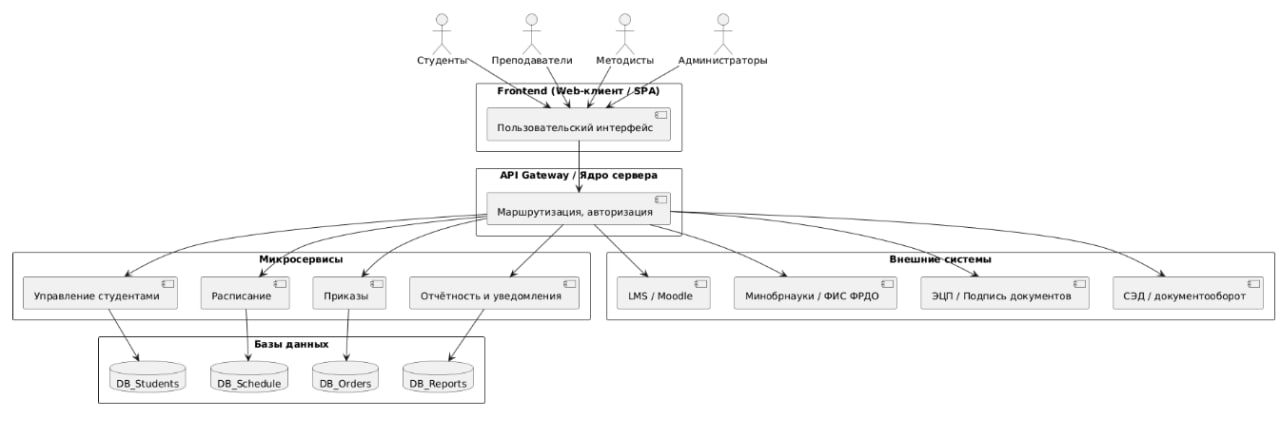 Студенты
Преподаватели
Методисты
Администраторы
Frontend (Web-клиент / SPA)
Пользовательский интерфейс
API Gateway / Ядро сервера
Маршрутизация, авторизация
Микросервисы
Управление студентами
Расписание
Приказы
Отчётность и уведомления
Внешние системы
LMS / Moodle
Минобрнауки / ФИС ФРДО
ЭЦП / Подпись документов
СЭД / документооборот
Базы данных
DB_Students
DB_Schedule
DB_Orders
DB_Reports